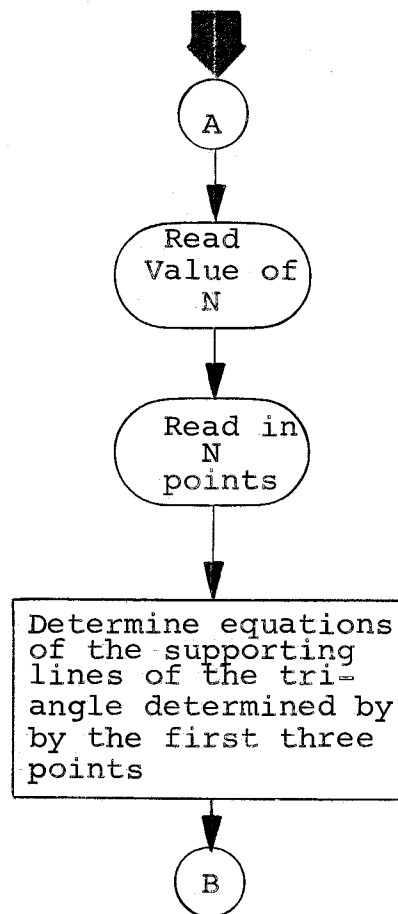 A
Read
Value of
N
Read in
N
points
Determine equations
of the supporting
lines of the tri-
angle determined by
by the first three
points
B